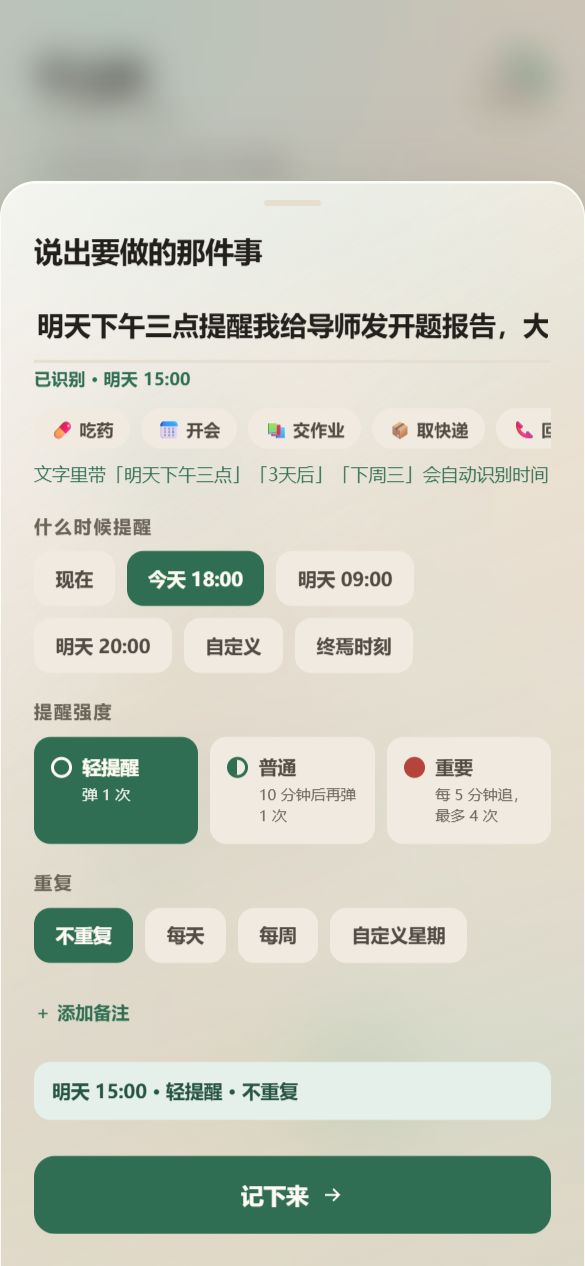 说出要做的那件事
明天下午三点提醒我给导师发开题报告，大
已识别 • 明天 15:00
吃药 开会 交作业 取快递
文字里带「明天下午三点」「3天后」「下周三」会自动识别时间
什么时候提醒
现在 今天 18:00 明天 09:00
明天 20:00 自定义 终焉时刻
提醒强度
轻提醒 普通 重要
弹 1 次 10 分钟后再弹 每 5 分钟追，
1 次 最多 4 次
重复
不重复 每天 每周 自定义星期
+ 添加备注
明天 15:00 • 轻提醒 • 不重复
记下来 →